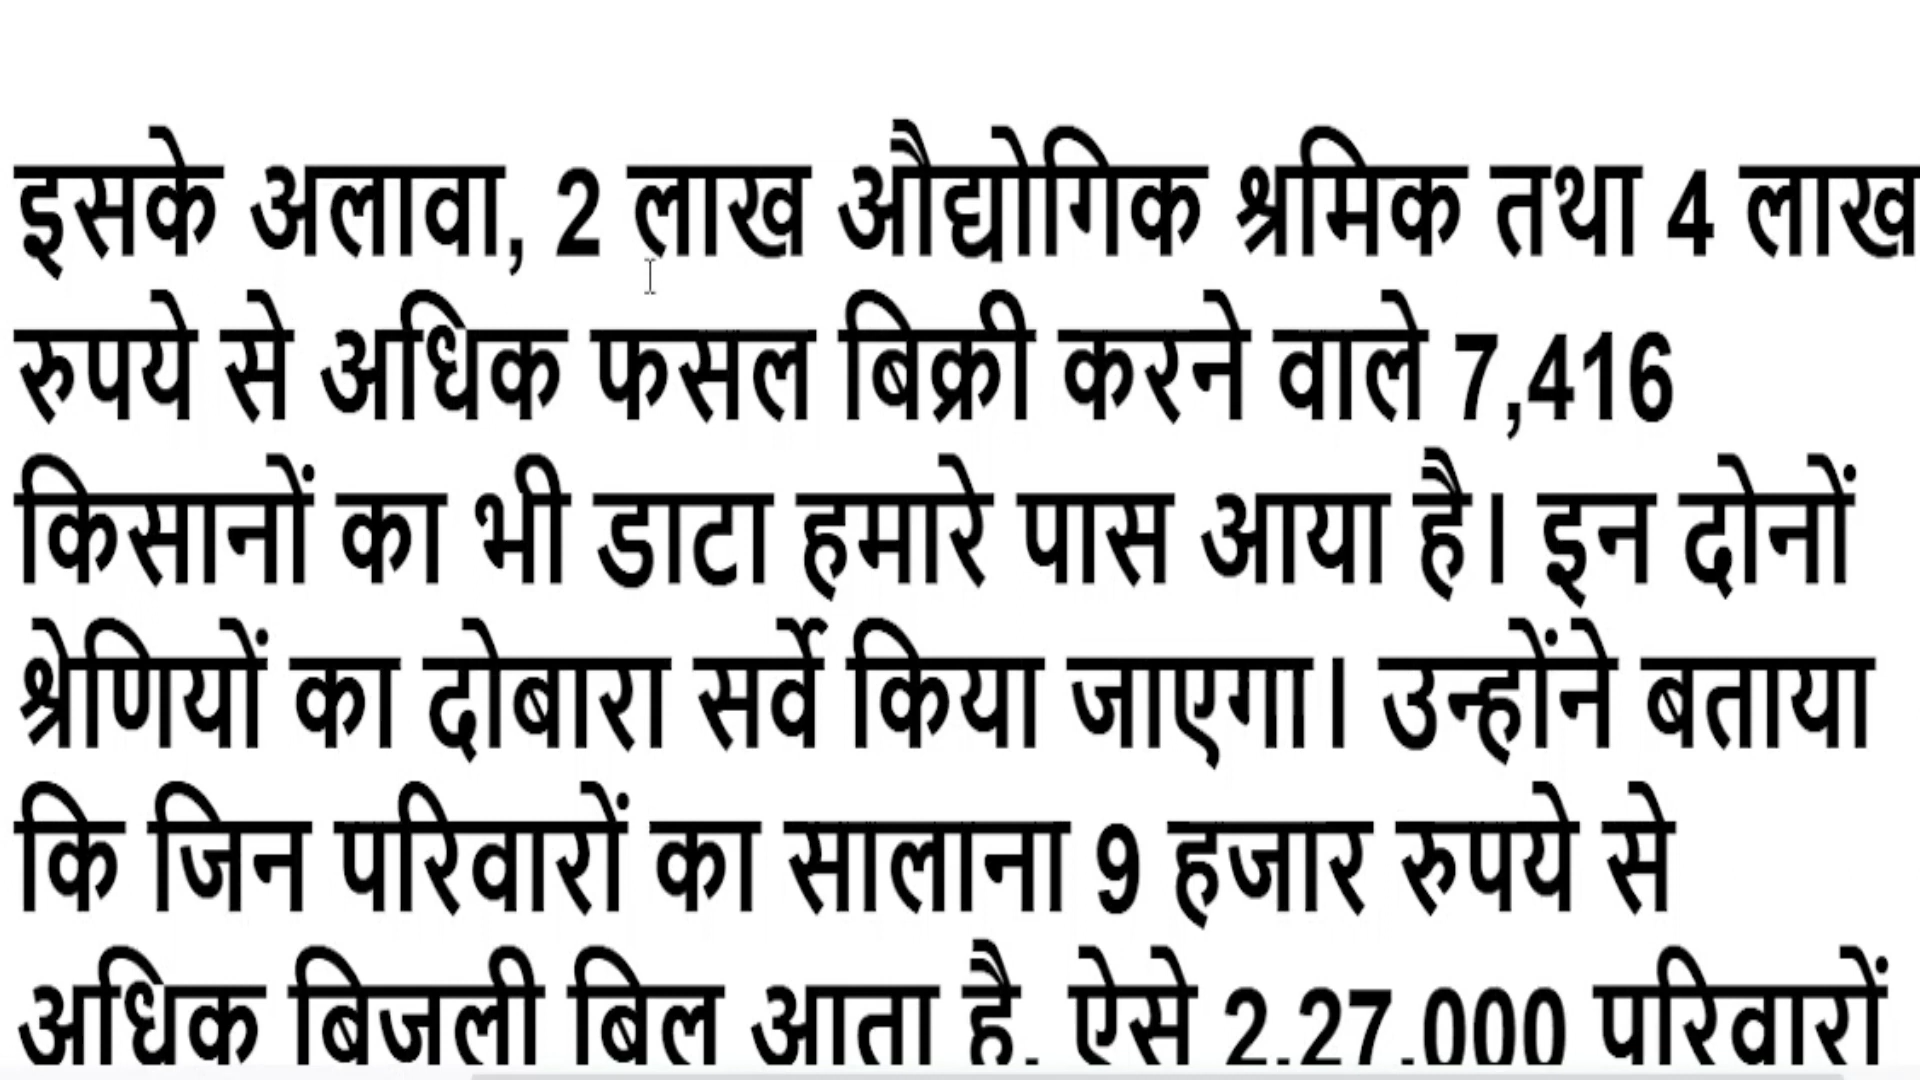 इसके अलावा, 2 लाख औद्योगिक श्रमिक तथा 4 लाख
रुपये से अधिक फसल बिक्री करने वाले 7,416
किसानों का भी डाटा हमारे पास आया है। इन दोनों
श्रेणियों का दोबारा सर्वे किया जाएगा। उन्होंने बताया
कि जिन परिवारों का सालाना 9 हजार रुपये से
अधिक बिजली बिल आता है, ऐसे 2,27,000 परिवारों